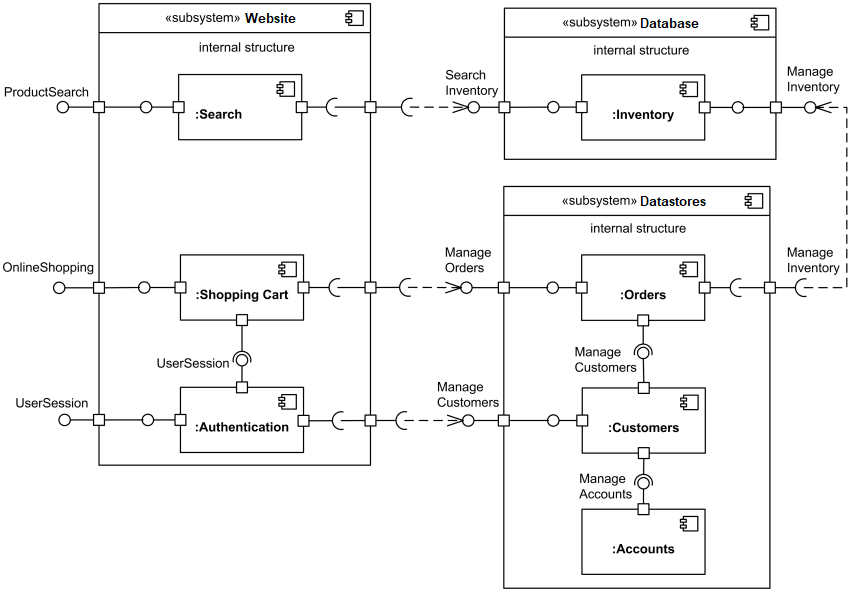 «subsystem» Website
internal structure
ProductSearch
:Search
OnlineShopping
:Shopping Cart
UserSession
UserSession
:Authentication
Search
Inventory
«subsystem» Database
internal structure
:Inventory
Manage
Inventory
«subsystem» Datastores
internal structure
Manage
Orders
:Orders
Manage
Inventory
Manage
Customers
Manage
Customers
:Customers
Manage
Accounts
:Accounts